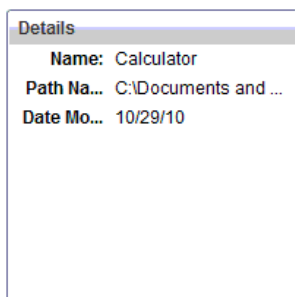 Details
Name: Calculator
Path Na... C:\Documents and ...
Date Mo... 10/29/10